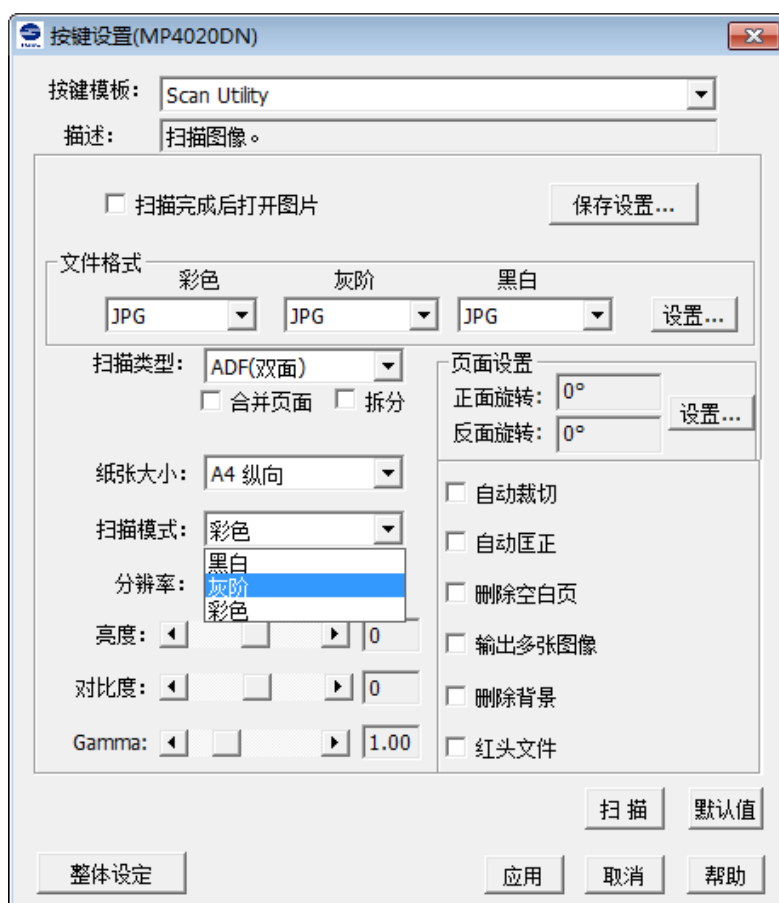 按键设置(MP4020DN)
按键模板: Scan Utility
描述: 扫描图像。
扫描完成后打开图片 保存设置...
文件格式
彩色 灰阶 黑白
JPG JPG JPG 设置...
扫描类型: ADF(双面)
合并页面 拆分
页面设置
正面旋转: 0°
反面旋转: 0°
设置...
纸张大小: A4 纵向
扫描模式: 彩色
黑白
灰阶
彩色
分辨率:
亮度: 0
对比度: 0
Gamma: 1.00
自动裁切
自动匡正
删除空白页
输出多张图像
删除背景
红头文件
扫 描 默认值
整体设定 应用 取消 帮助